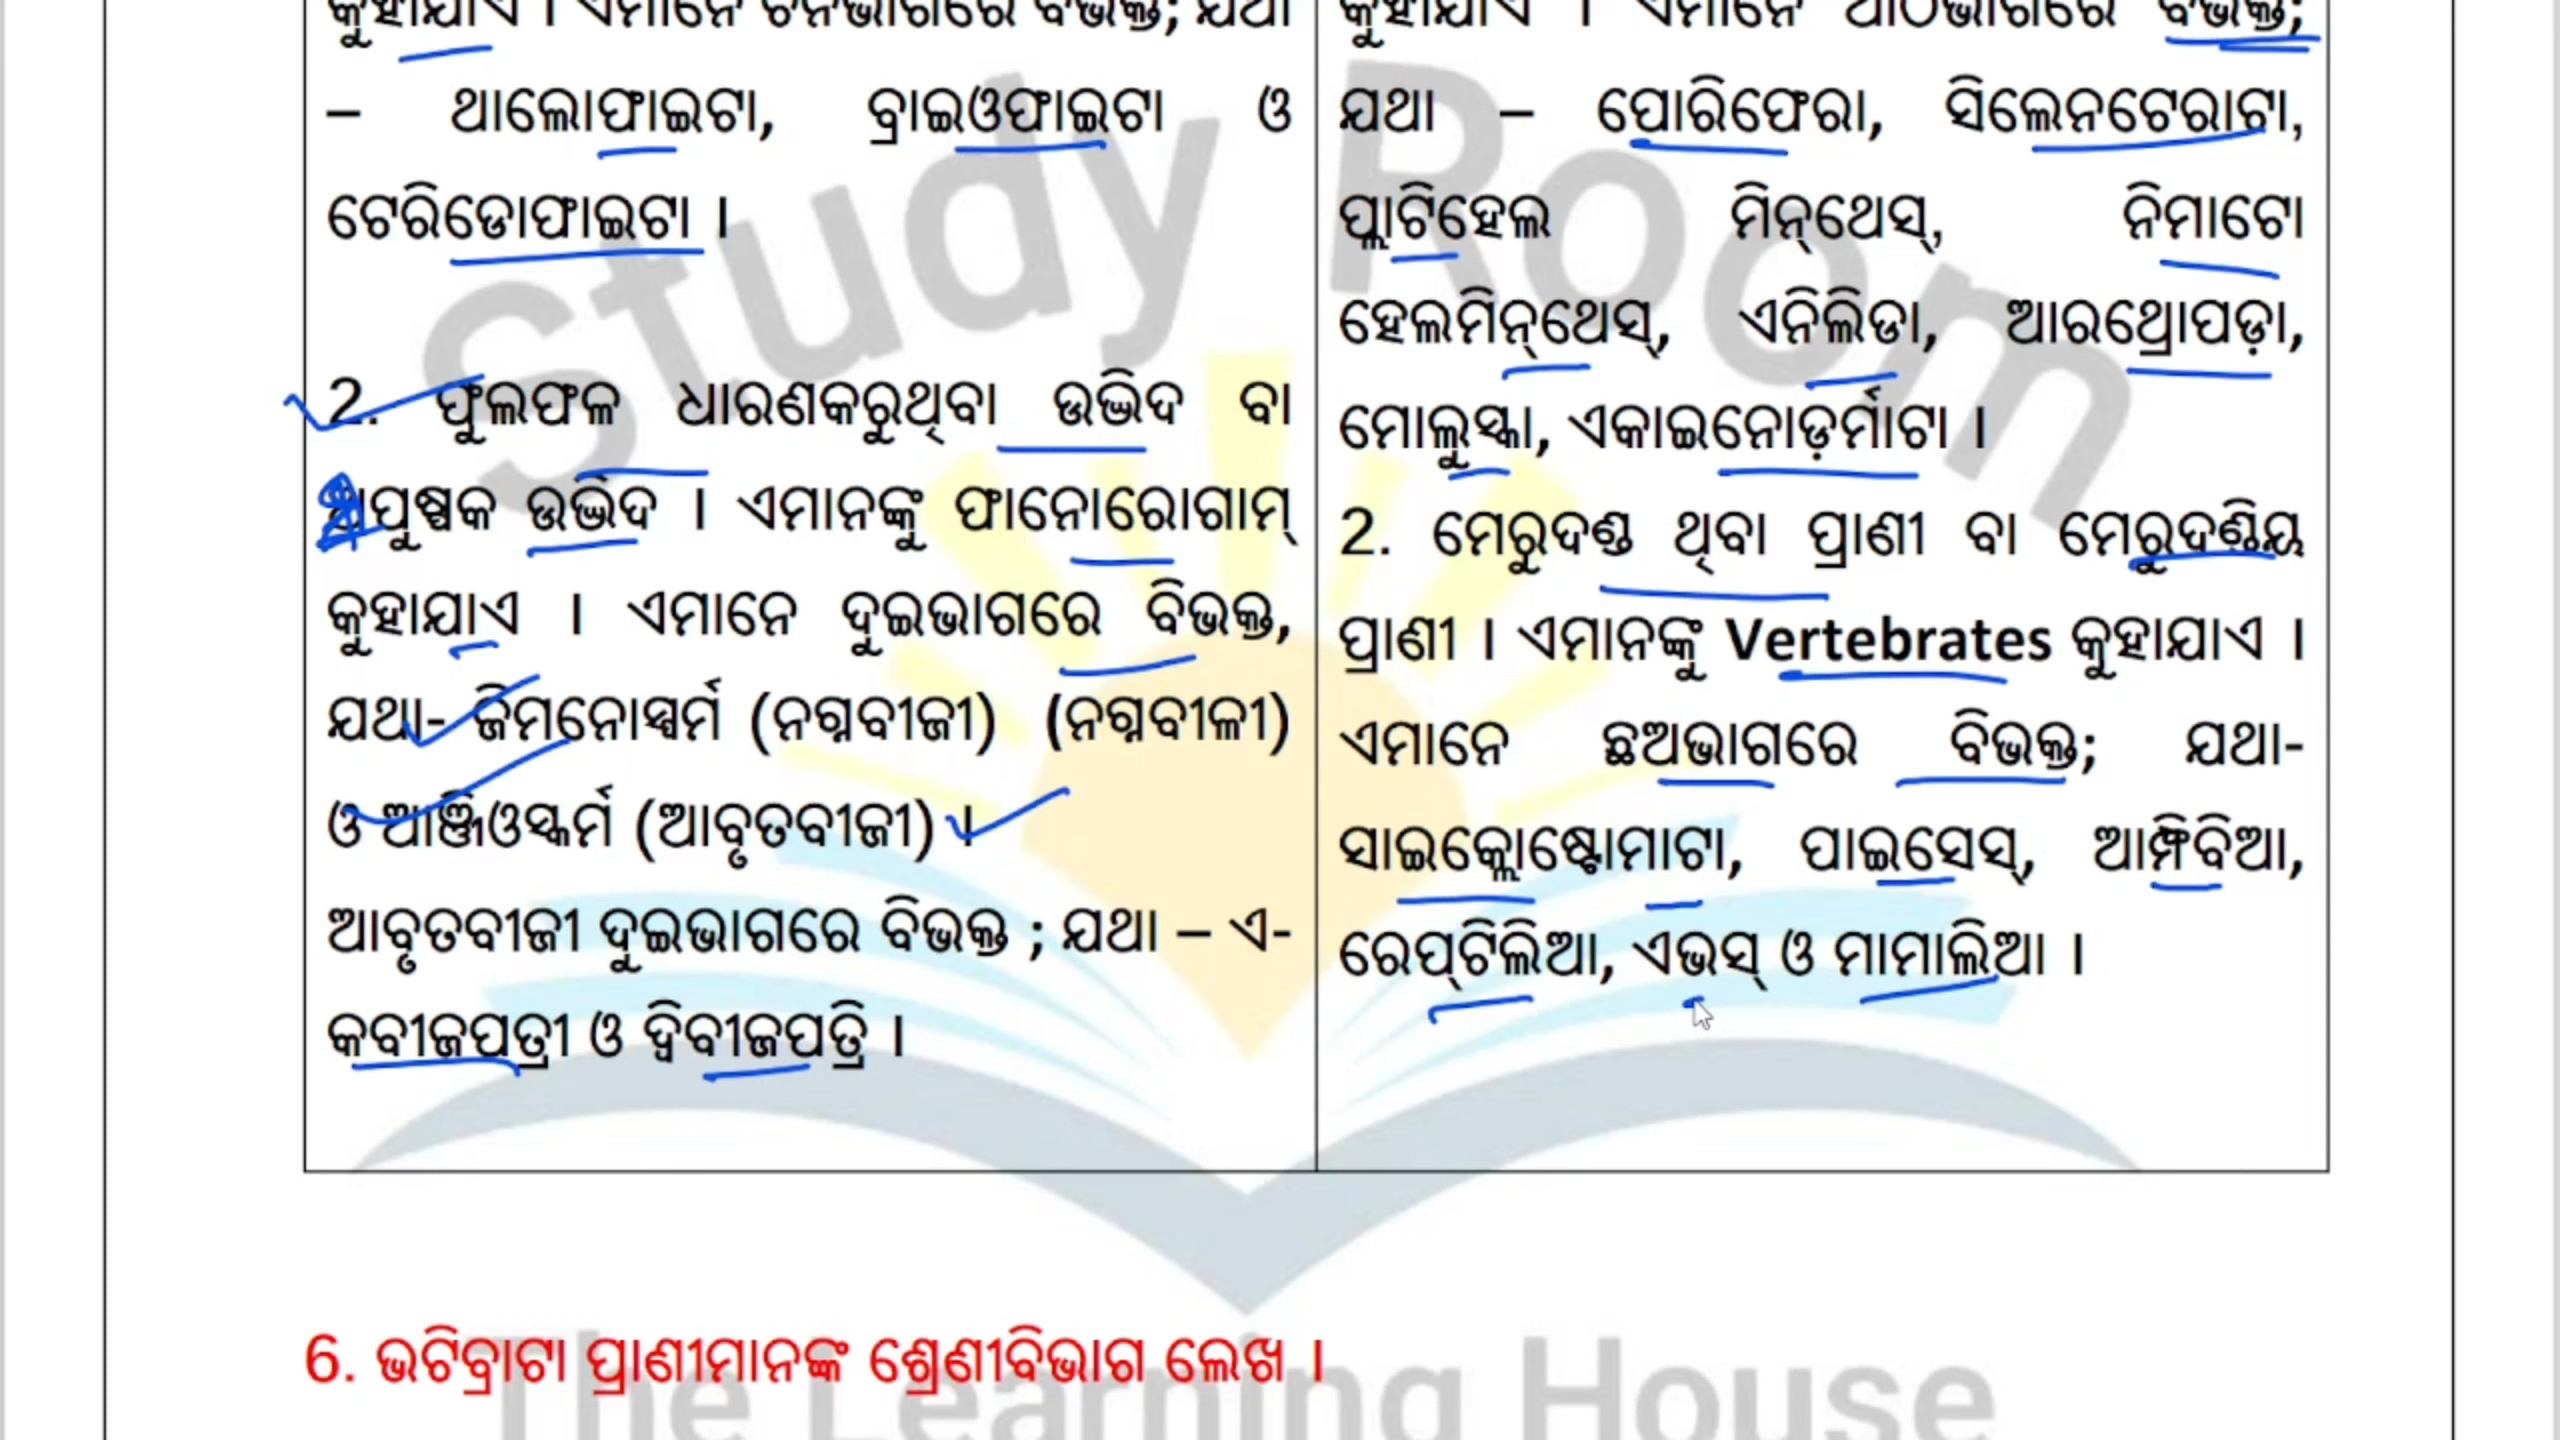 କୁହାଯାଏ । ଏମାନେ ତିନିଭାଗରେ ବିଭକ୍ତ; ଯଥା
– ଥାଲୋଫାଇଟା, ବ୍ରାଇଓଫାଇଟା ଓ
ଟେରିଡୋଫାଇଟା ।
2. ଫୁଲଫଳ ଧାରଣକରୁଥିବା ଉଦ୍ଭିଦ ବା
ସପୁଷ୍ପକ ଉଦ୍ଭିଦ । ଏମାନଙ୍କୁ ଫାନୋରୋଗାମ୍
କୁହାଯାଏ । ଏମାନେ ଦୁଇଭାଗରେ ବିଭକ୍ତ,
ଯଥା- ଜିମନୋସ୍ପର୍ମ (ନଗ୍ନବୀଜୀ) (ନଗ୍ନବୀଳୀ)
ଓ ଆଞ୍ଜିଓସ୍କର୍ମ (ଆବୃତବୀଜୀ) ।
ଆବୃତବୀଜୀ ଦୁଇଭାଗରେ ବିଭକ୍ତ ; ଯଥା – ଏ-
କବୀଜପତ୍ରୀ ଓ ଦ୍ୱିବୀଜପତ୍ରି ।
କୁହାଯାଏ । ଏମାନେ ଆଠଭାଗରେ ବିଭକ୍ତ;
ଯଥା – ପୋରିଫେରା, ସିଲେନଟେରାଟା,
ପ୍ଲାଟିହେଲ ମିନ୍‌ଥେସ୍, ନିମାଟୋ
ହେଲମିନ୍‌ଥେସ୍, ଏନିଲିଡା, ଆରଥ୍ରୋପଡ଼ା,
ମୋଲୁସ୍କା, ଏକାଇନୋଡ଼ର୍ମାଟା ।
2. ମେରୁଦଣ୍ଡ ଥିବା ପ୍ରାଣୀ ବା ମେରୁଦଣ୍ଡିୟ
ପ୍ରାଣୀ । ଏମାନଙ୍କୁ Vertebrates କୁହାଯାଏ ।
ଏମାନେ ଛଅଭାଗରେ ବିଭକ୍ତ; ଯଥା-
ସାଇକ୍ଲୋଷ୍ଟୋମାଟା, ପାଇସେସ୍, ଆମ୍ଫିବିଆ,
ରେପ୍‌ଟିଲିଆ, ଏଭସ୍ ଓ ମାମାଲିଆ ।
6. ଭଟିବ୍ରାଟା ପ୍ରାଣୀମାନଙ୍କ ଶ୍ରେଣୀବିଭାଗ ଲେଖ ।
Study Room
The Learning House